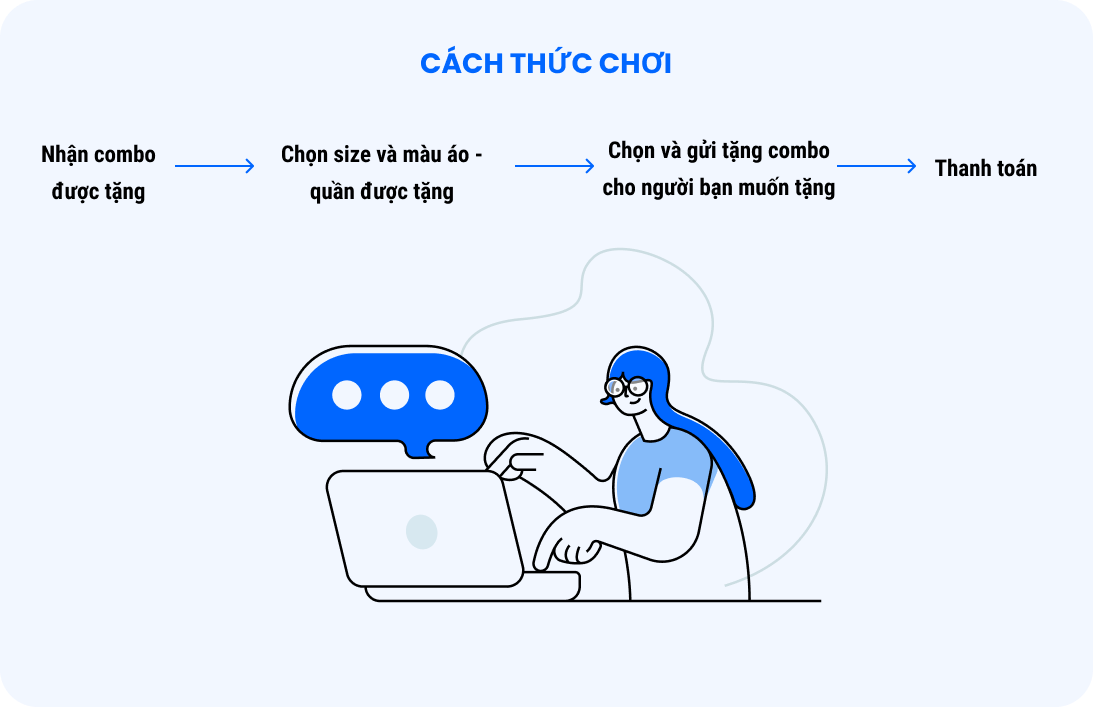 CÁCH THỨC CHƠI
Nhận combo
được tặng
Chọn size và màu áo -
quần được tặng
Chọn và gửi tặng combo
cho người bạn muốn tặng
Thanh toán